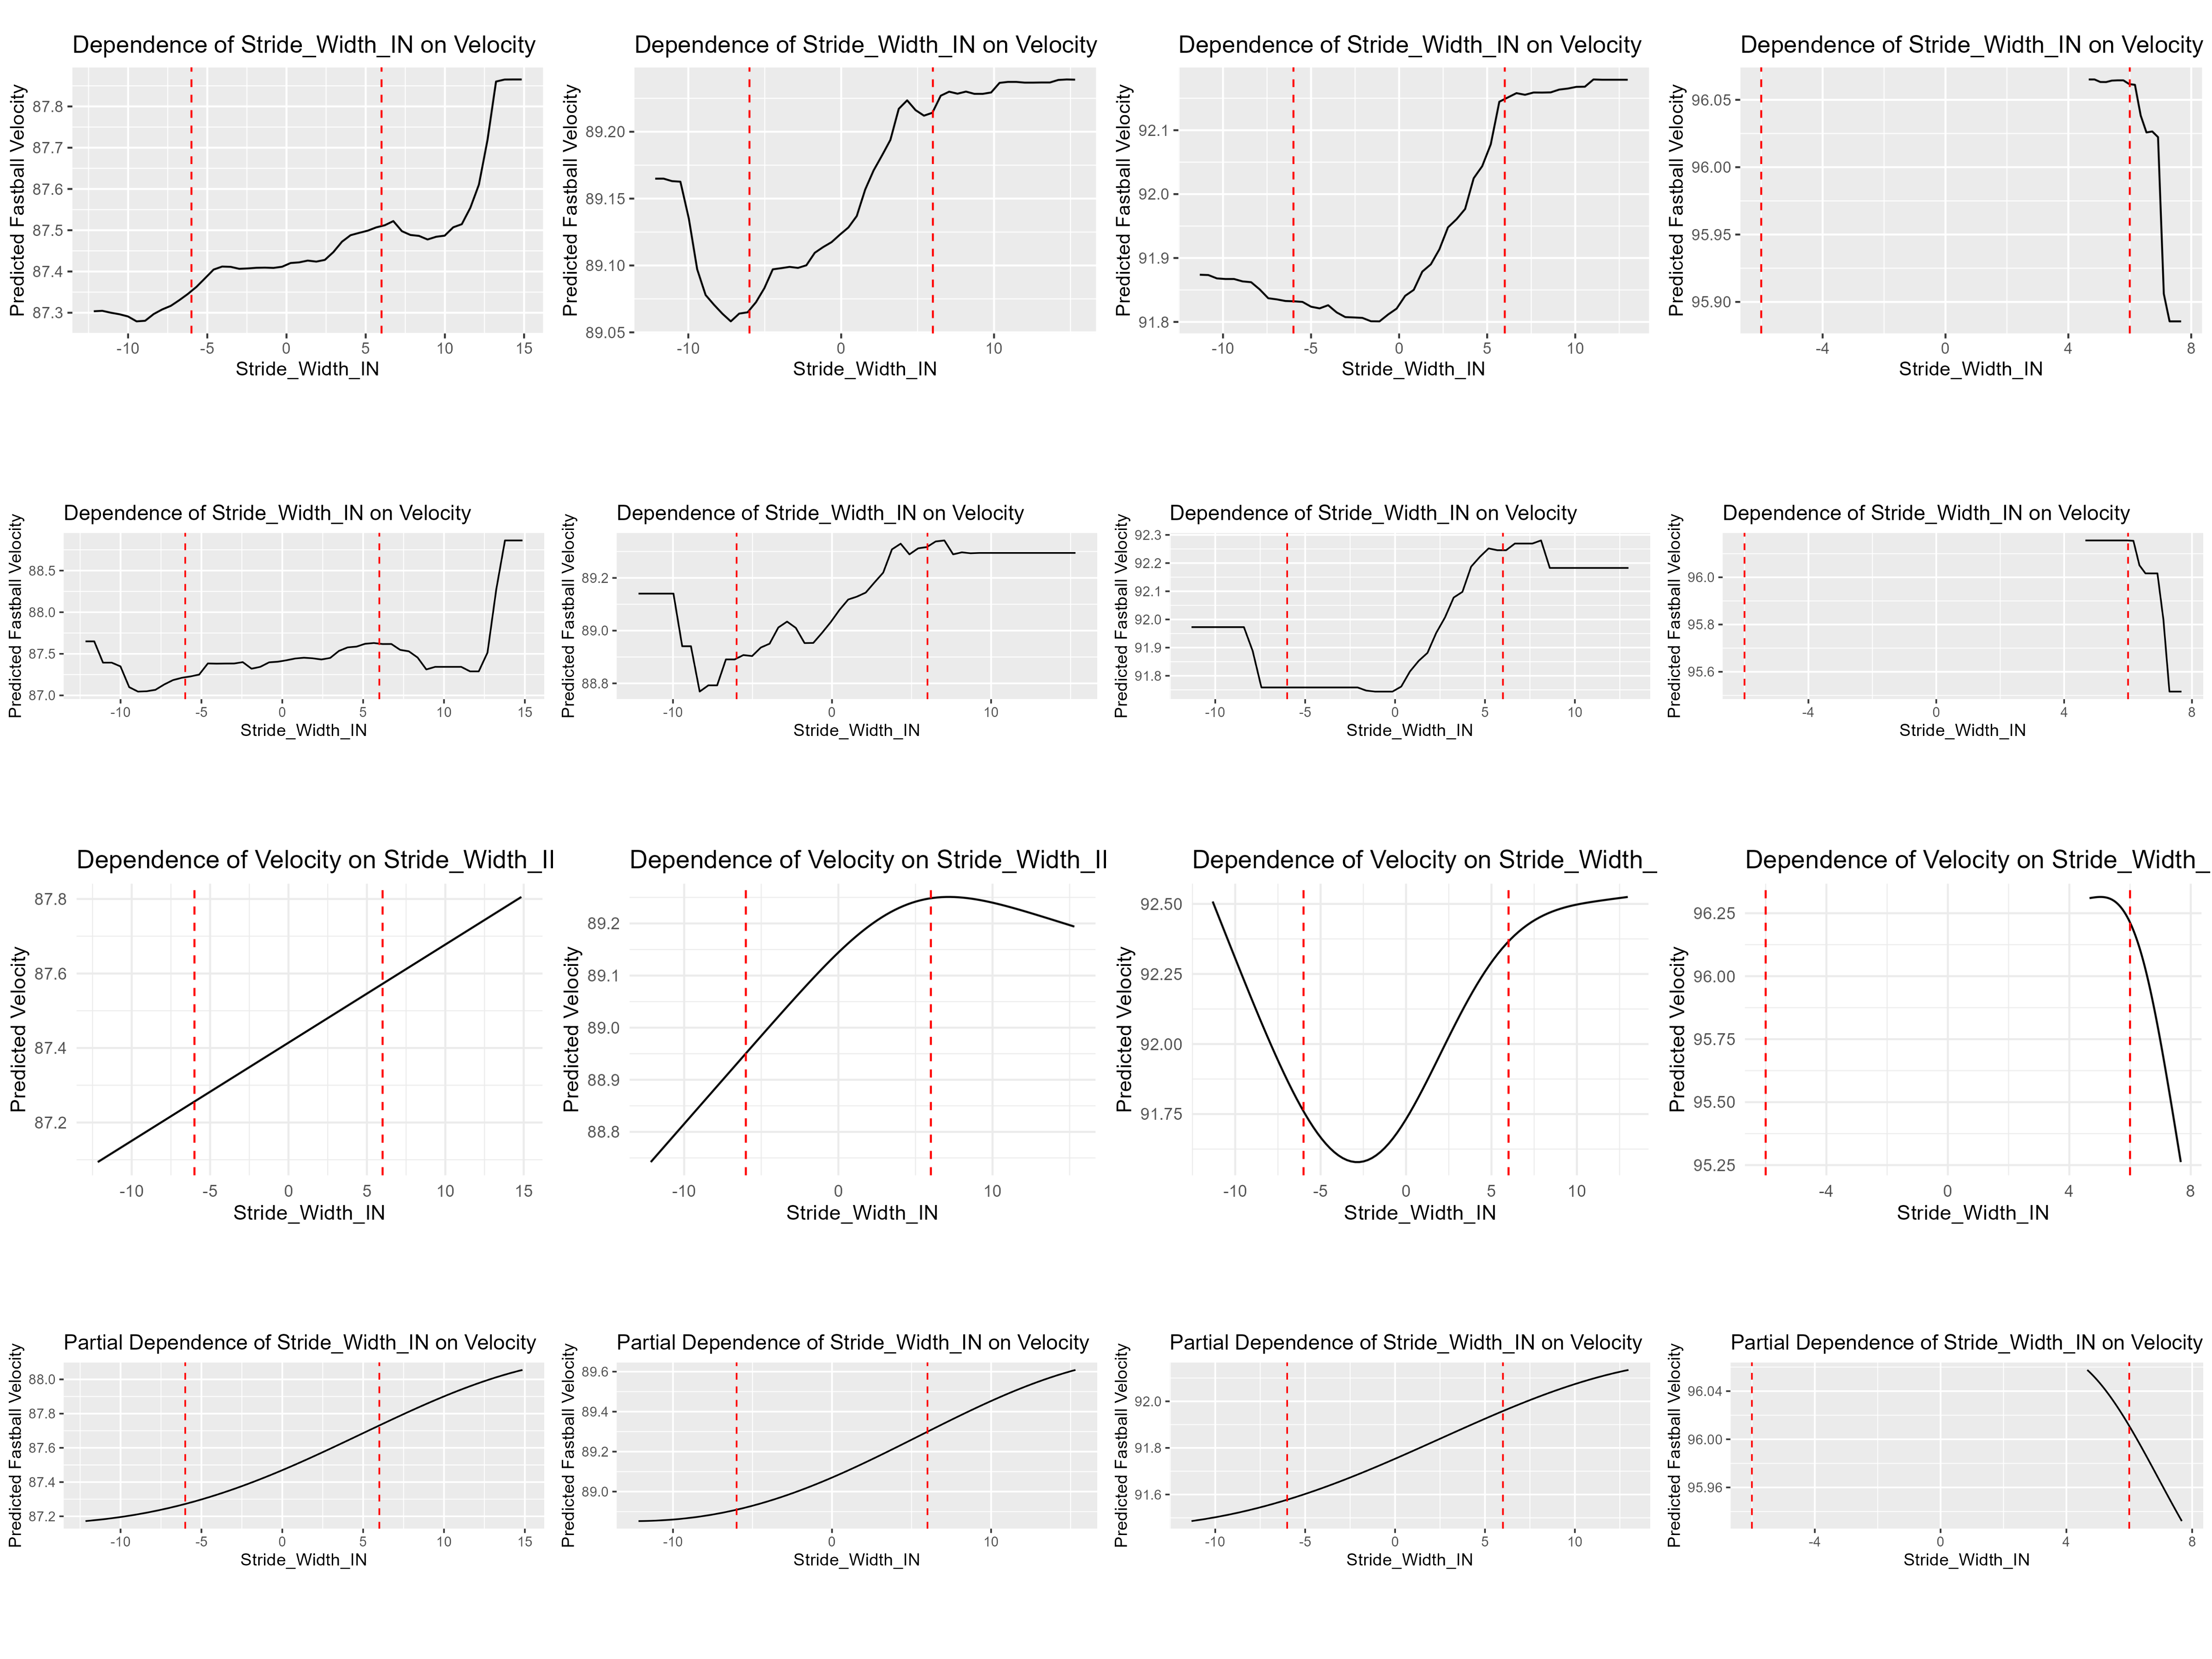 Dependence of Stride_Width_IN on Velocity
Predicted Fastball Velocity
87.8
87.7
87.6
87.5
87.4
87.3
-10 -5 0 5 10 15
Stride_Width_IN
Dependence of Stride_Width_IN on Velocity
Predicted Fastball Velocity
89.20
89.15
89.10
89.05
-10 0 10
Stride_Width_IN
Dependence of Stride_Width_IN on Velocity
Predicted Fastball Velocity
92.1
92.0
91.9
91.8
-10 -5 0 5 10
Stride_Width_IN
Dependence of Stride_Width_IN on Velocity
Predicted Fastball Velocity
96.05
96.00
95.95
95.90
-4 0 4 8
Stride_Width_IN
Dependence of Stride_Width_IN on Velocity
Predicted Fastball Velocity
88.5
88.0
87.5
87.0
-10 -5 0 5 10 15
Stride_Width_IN
Dependence of Stride_Width_IN on Velocity
Predicted Fastball Velocity
89.2
89.0
88.8
-10 0 10
Stride_Width_IN
Dependence of Stride_Width_IN on Velocity
Predicted Fastball Velocity
92.3
92.2
92.1
92.0
91.9
91.8
-10 -5 0 5 10
Stride_Width_IN
Dependence of Stride_Width_IN on Velocity
Predicted Fastball Velocity
96.0
95.8
95.6
-4 0 4 8
Stride_Width_IN
Dependence of Velocity on Stride_Width_II
Predicted Velocity
87.8
87.6
87.4
87.2
-10 -5 0 5 10 15
Stride_Width_IN
Dependence of Velocity on Stride_Width_II
Predicted Velocity
89.2
89.1
89.0
88.9
88.8
-10 0 10
Stride_Width_IN
Dependence of Velocity on Stride_Width_
Predicted Velocity
92.50
92.25
92.00
91.75
-10 -5 0 5 10
Stride_Width_IN
Dependence of Velocity on Stride_Width_
Predicted Velocity
96.25
96.00
95.75
95.50
95.25
-4 0 4 8
Stride_Width_IN
Partial Dependence of Stride_Width_IN on Velocity
Predicted Fastball Velocity
88.0
87.8
87.6
87.4
87.2
-10 -5 0 5 10 15
Stride_Width_IN
Partial Dependence of Stride_Width_IN on Velocity
Predicted Fastball Velocity
89.6
89.4
89.2
89.0
-10 0 10
Stride_Width_IN
Partial Dependence of Stride_Width_IN on Velocity
Predicted Fastball Velocity
92.0
91.8
91.6
-10 -5 0 5 10
Stride_Width_IN
Partial Dependence of Stride_Width_IN on Velocity
Predicted Fastball Velocity
96.04
96.00
95.96
-4 0 4 8
Stride_Width_IN